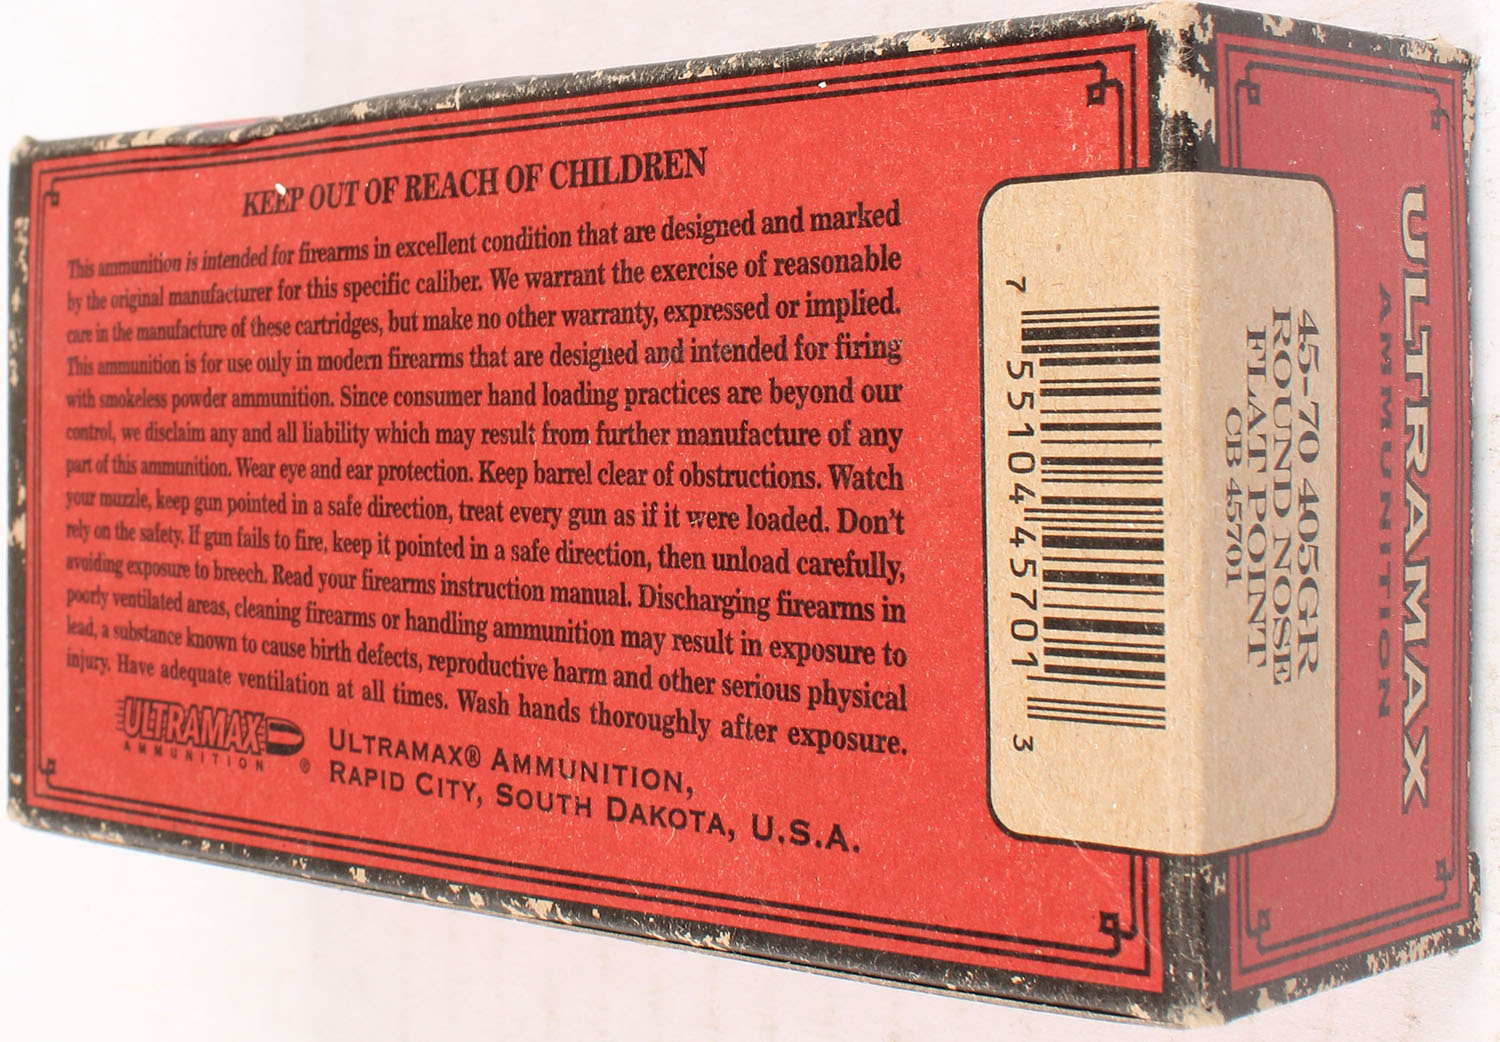 KEEP OUT OF REACH OF CHILDREN
This ammunition is intended for firearms in excellent condition that are designed and marked
by the original manufacturer for this specific caliber. We warrant the exercise of reasonable
care in the manufacture of these cartridges, but make no other warranty, expressed or implied.
This ammunition is for use only in modern firearms that are designed and intended for firing
with smokeless powder ammunition. Since consumer hand loading practices are beyond our
control, we disclaim any and all liability which may result from further manufacture of any
part of this ammunition. Wear eye and ear protection. Keep barrel clear of obstructions. Watch
your muzzle, keep gun pointed in a safe direction, treat every gun as if it were loaded. Don't
rely on the safety. If gun fails to fire, keep it pointed in a safe direction, then unload carefully,
avoiding exposure to breech. Read your firearms instruction manual. Discharging firearms in
poorly ventilated areas, cleaning firearms or handling ammunition may result in exposure to
lead, a substance known to cause birth defects, reproductive harm and other serious physical
injury. Have adequate ventilation at all times. Wash hands thoroughly after exposure.
ULTRAMAX
AMMUNITION ®
ULTRAMAX® AMMUNITION,
RAPID CITY, SOUTH DAKOTA, U.S.A.
7 55104 45701 3
45-70 405GR
ROUND NOSE
FLAT POINT
CB 45701
ULTRAMAX
AMMUNITION